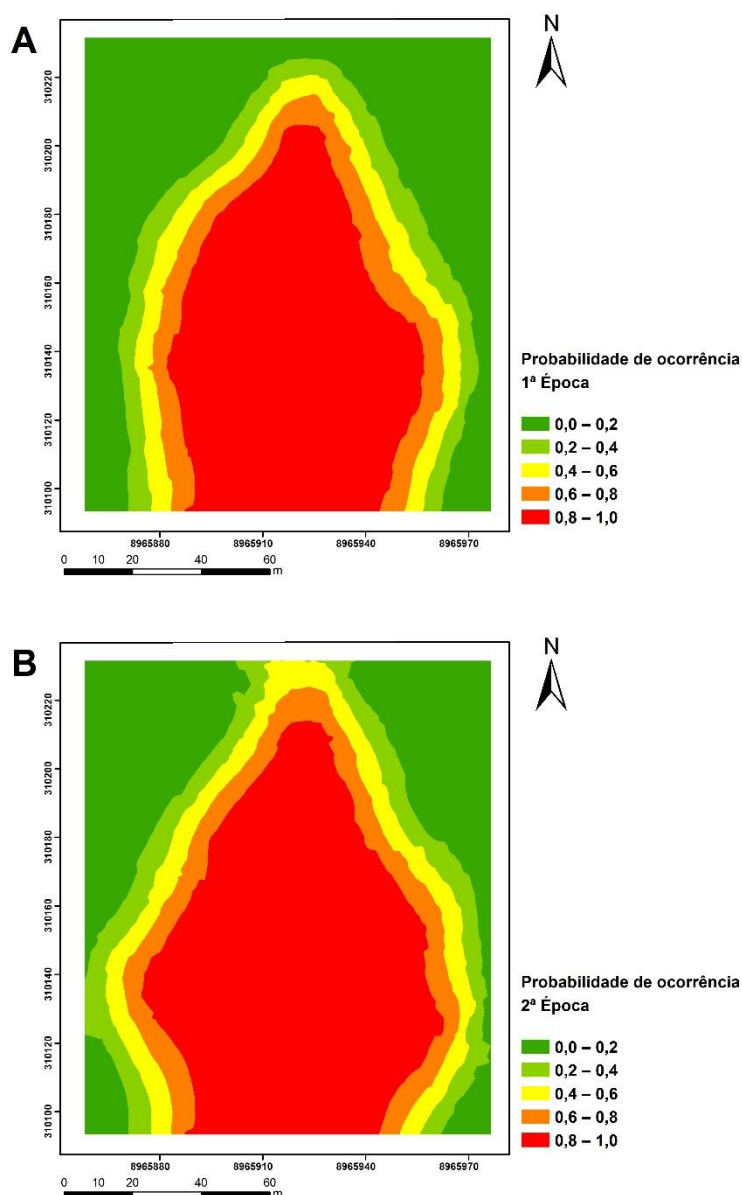 A
N
310220
310200
310180
310160
310140
310120
310100
Probabilidade de ocorrência
1ª Época
0,0 – 0,2
0,2 – 0,4
0,4 – 0,6
0,6 – 0,8
0,8 – 1,0
8965880 8965910 8965940 8965970
0 20 40 60
m
B
N
310220
310200
310180
310160
310140
310120
310100
Probabilidade de ocorrência
2ª Época
0,0 – 0,2
0,2 – 0,4
0,4 – 0,6
0,6 – 0,8
0,8 – 1,0
8965880 8965910 8965940 8965970
0 20 40 60
m